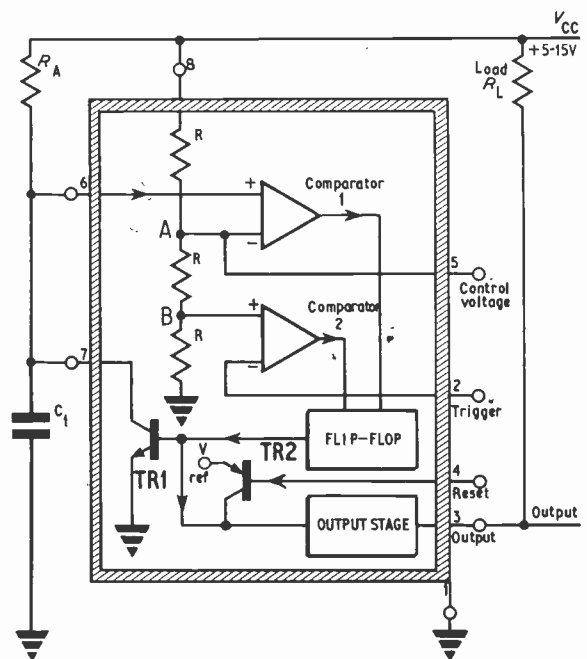 V CC
+5-15V
R A
8
Load
R L
R
6
+
Comparator
1
A
-
R
5
Control
voltage
B
+
Comparator
2
R
7
-
2
Trigger
C 1
FLIP-FLOP
TR2
V
ref
4
Reset
TR1
OUTPUT STAGE
3
Output
Output
1